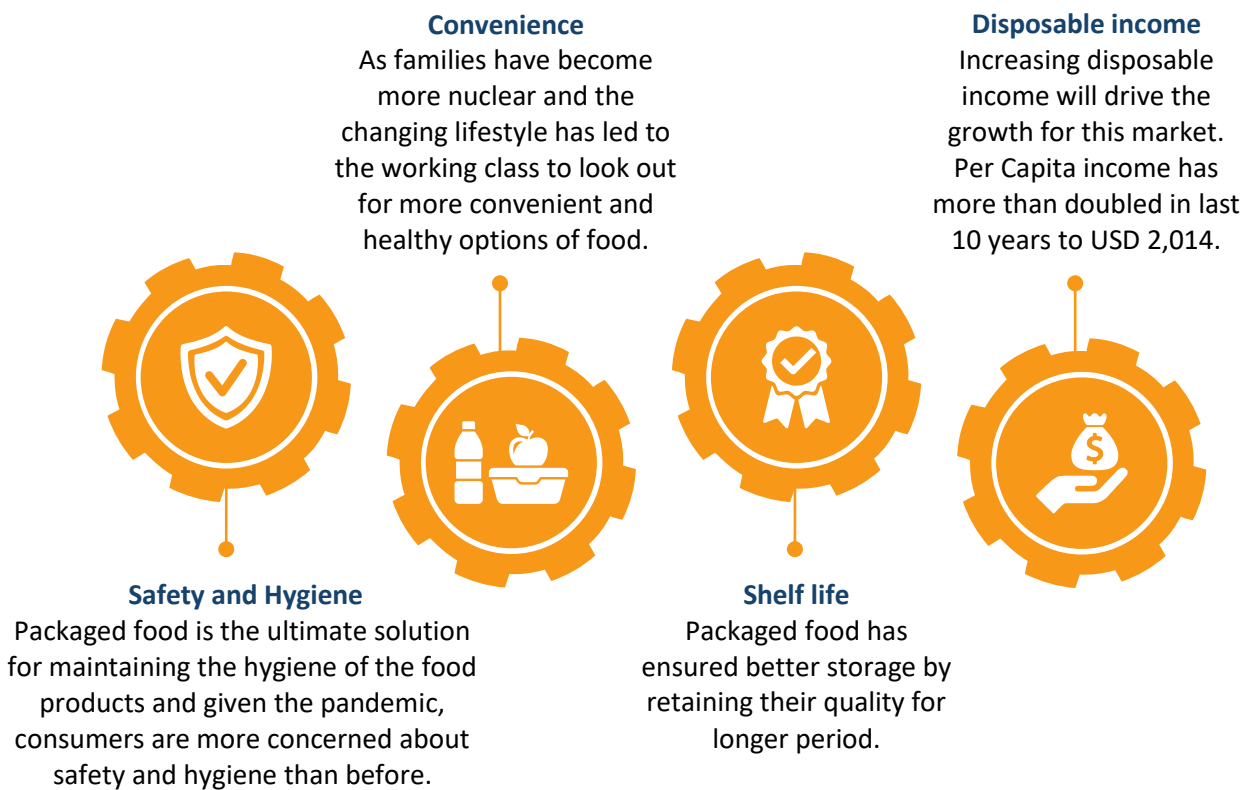 Convenience
As families have become
more nuclear and the
changing lifestyle has led to
the working class to look out
for more convenient and
healthy options of food.
Disposable income
Increasing disposable
income will drive the
growth for this market.
Per Capita income has
more than doubled in last
10 years to USD 2,014.
$
Safety and Hygiene
Packaged food is the ultimate solution
for maintaining the hygiene of the food
products and given the pandemic,
consumers are more concerned about
safety and hygiene than before.
Shelf life
Packaged food has
ensured better storage by
retaining their quality for
longer period.